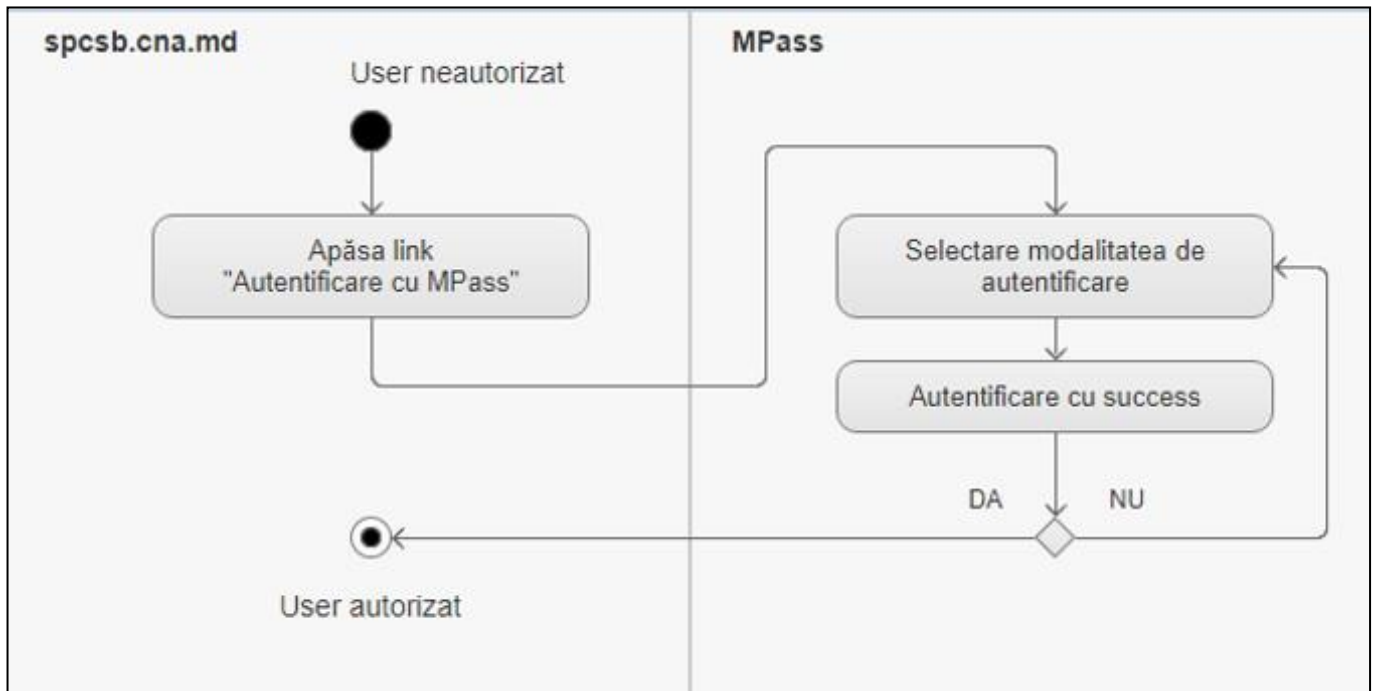 spcsb.cna.md
MPass
User neautorizat
Apăsa link
"Autentificare cu MPass"
Selectare modalitatea de
autentificare
Autentificare cu success
DA
NU
User autorizat